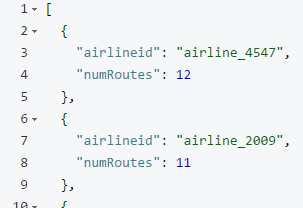 1 [
2 {
3 "airlineid": "airline_4547",
4 "numRoutes": 12
5 },
6 {
7 "airlineid": "airline_2009",
8 "numRoutes": 11
9 },
10 {